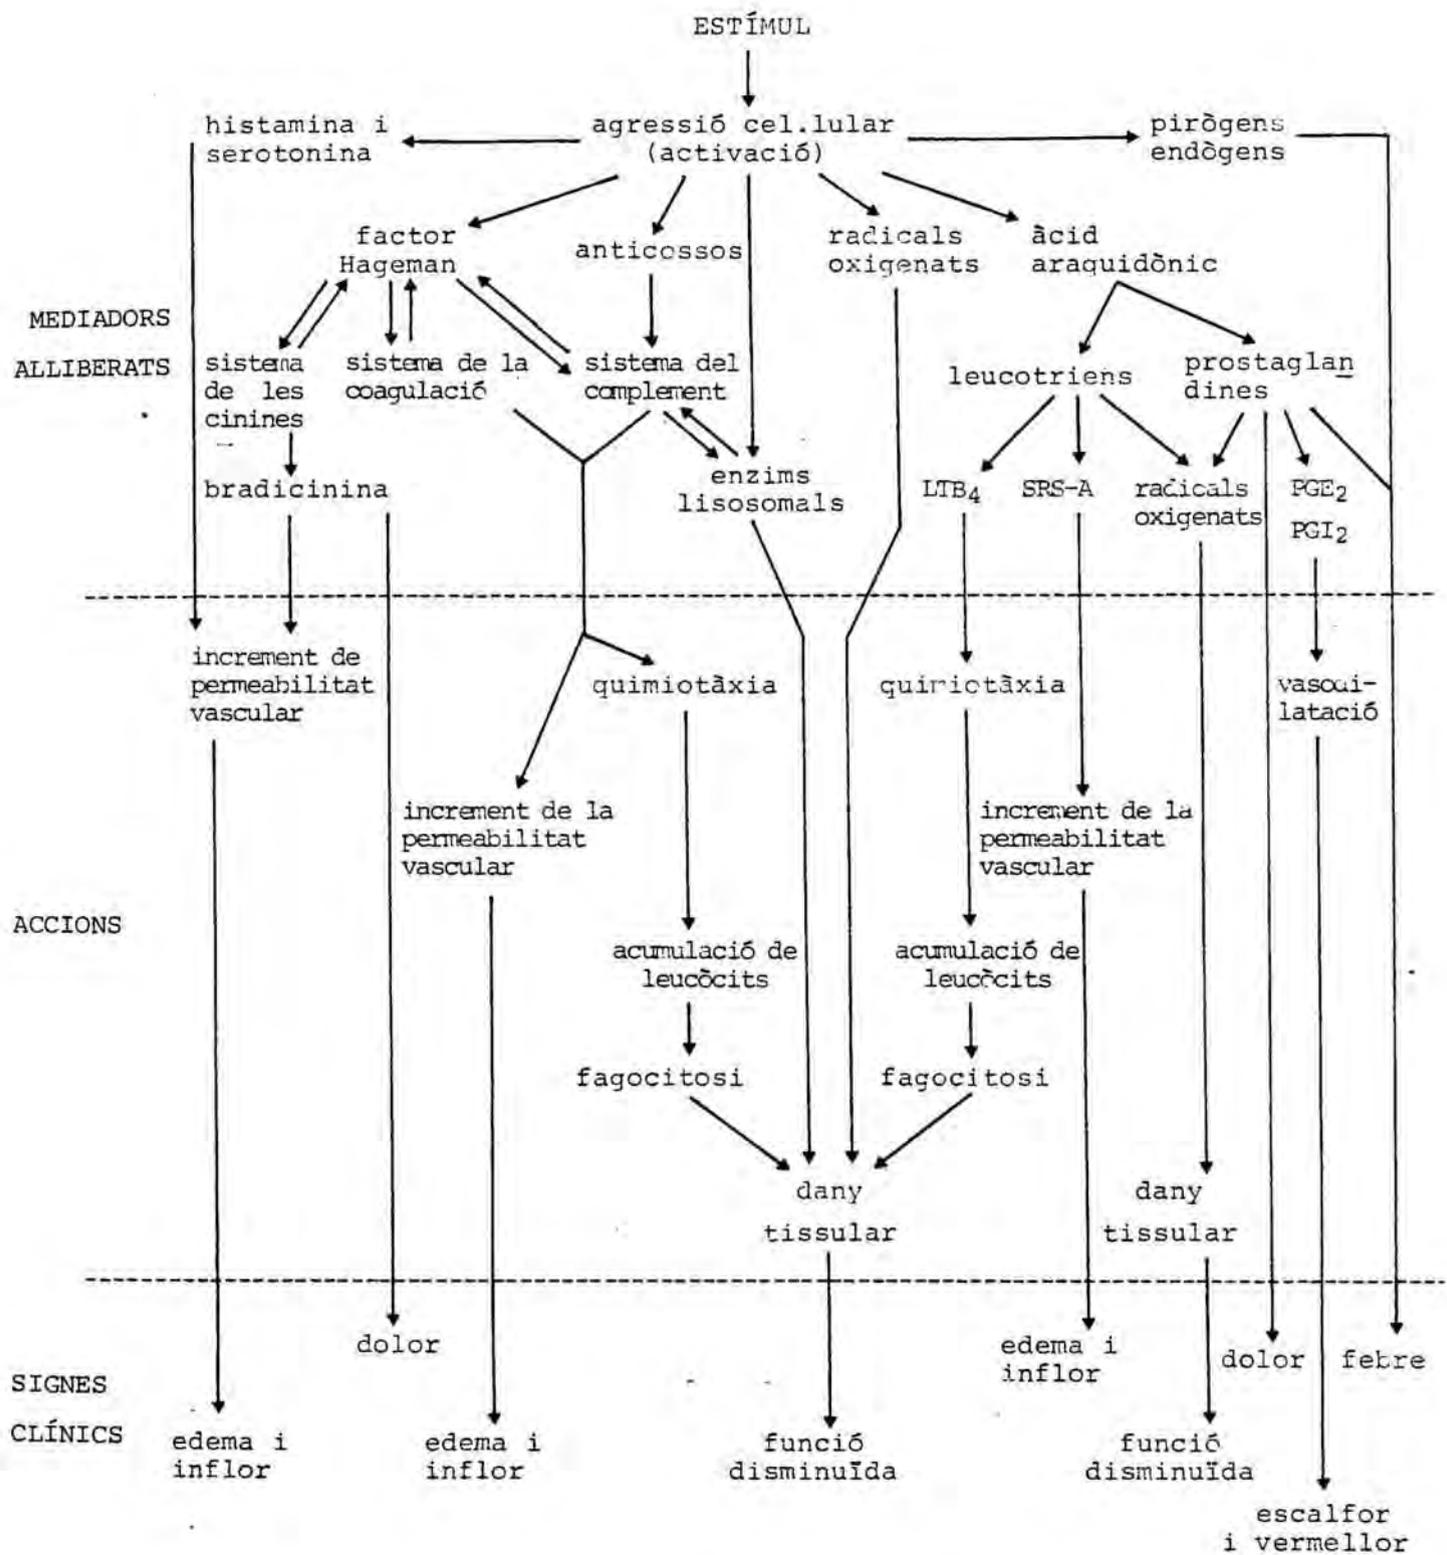 ESTÍMUL
histamina i
serotonina
agressió cel.lular
(activació)
pirògens
endògens
factor
Hageman
anticossos
radicals
oxigenats
àcid
araquidònic
MEDIADORS
ALLIBERATS
sistema
de les
cinines
sistema de la
coagulació
sistema del
complement
leucotriens
prostaglan
dines
bradicinina
enzims
lisosomals
LTB4
SRS-A
radicals
oxigenats
PGE2
PGI2
increment de
permeabilitat
vascular
quimiotàxia
quimiotàxia
vasodi-
latació
increment de la
permeabilitat
vascular
increment de la
permeabilitat
vascular
ACCIONS
acumulació de
leucòcits
acumulació de
leucòcits
fagocitosi
fagocitosi
dany
tissular
dany
tissular
dolor
edema i
inflor
dolor
febre
SIGNES
CLÍNICS
edema i
inflor
edema i
inflor
funció
disminuïda
funció
disminuïda
escalfor
i vermellor